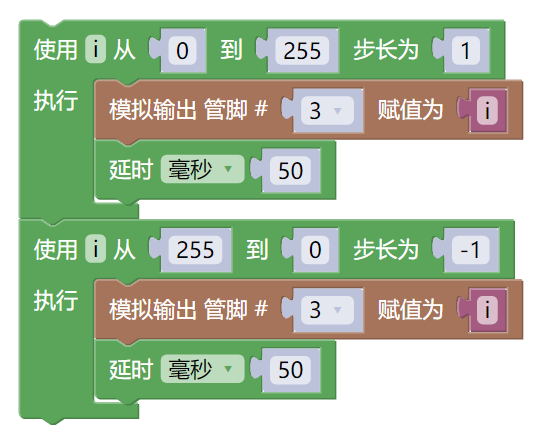 使用 i 从 0 到 255 步长为 1
执行 模拟输出 管脚 # 3 赋值为 i
延时 毫秒 50
使用 i 从 255 到 0 步长为 -1
执行 模拟输出 管脚 # 3 赋值为 i
延时 毫秒 50